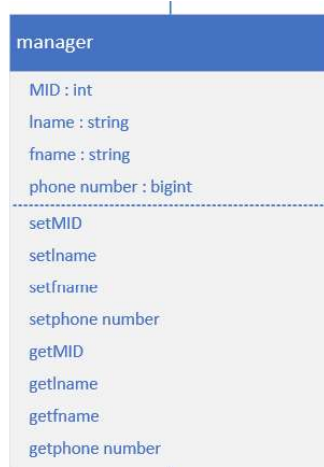 manager
MID : int
lname : string
fname : string
phone number : bigint
setMID
setlname
setfname
setphone number
getMID
getlname
getfname
getphone number